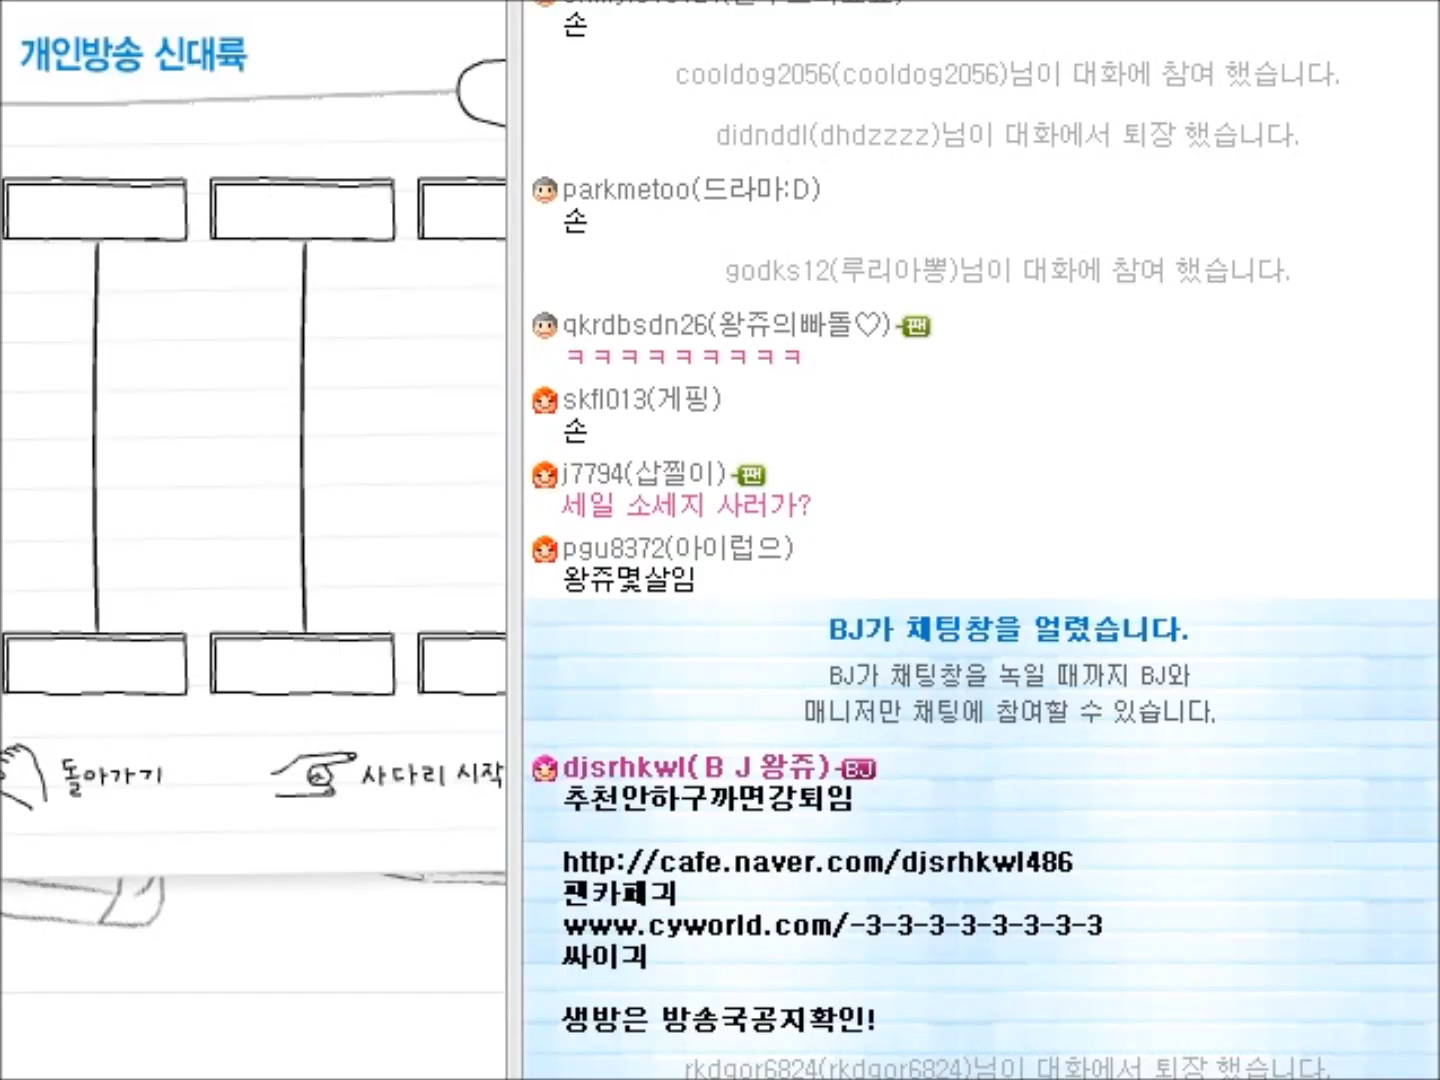 개인방송 신대륙
돌아가기
사다리 시작
손
cooldog2056(cooldog2056)님이 대화에 참여 했습니다.
didnddl(dhdzzzz)님이 대화에서 퇴장 했습니다.
parkmetoo(드라마:D)
손
godks12(루리아뽕)님이 대화에 참여 했습니다.
qkrdbsdn26(왕쥬의빠돌♡) 팬
ㅋㅋㅋㅋㅋㅋㅋㅋㅋ
skfl013(게핑)
손
j7794(삽찔이) 팬
세일 소세지 사러가?
pgu8372(아이럽으)
왕쥬몇살임
BJ가 채팅창을 얼렸습니다.
BJ가 채팅창을 녹일 때까지 BJ와
매니저만 채팅에 참여할 수 있습니다.
djsrhkwl(BJ왕쥬) BJ
추천안하구까면강퇴임
http://cafe.naver.com/djsrhkwl486
팬카페긔
www.cyworld.com/-3-3-3-3-3-3-3-3
싸이긔
생방은 방송국공지확인!
rkdgor6824(rkdgor6824)님이 대화에서 퇴장 했습니다.